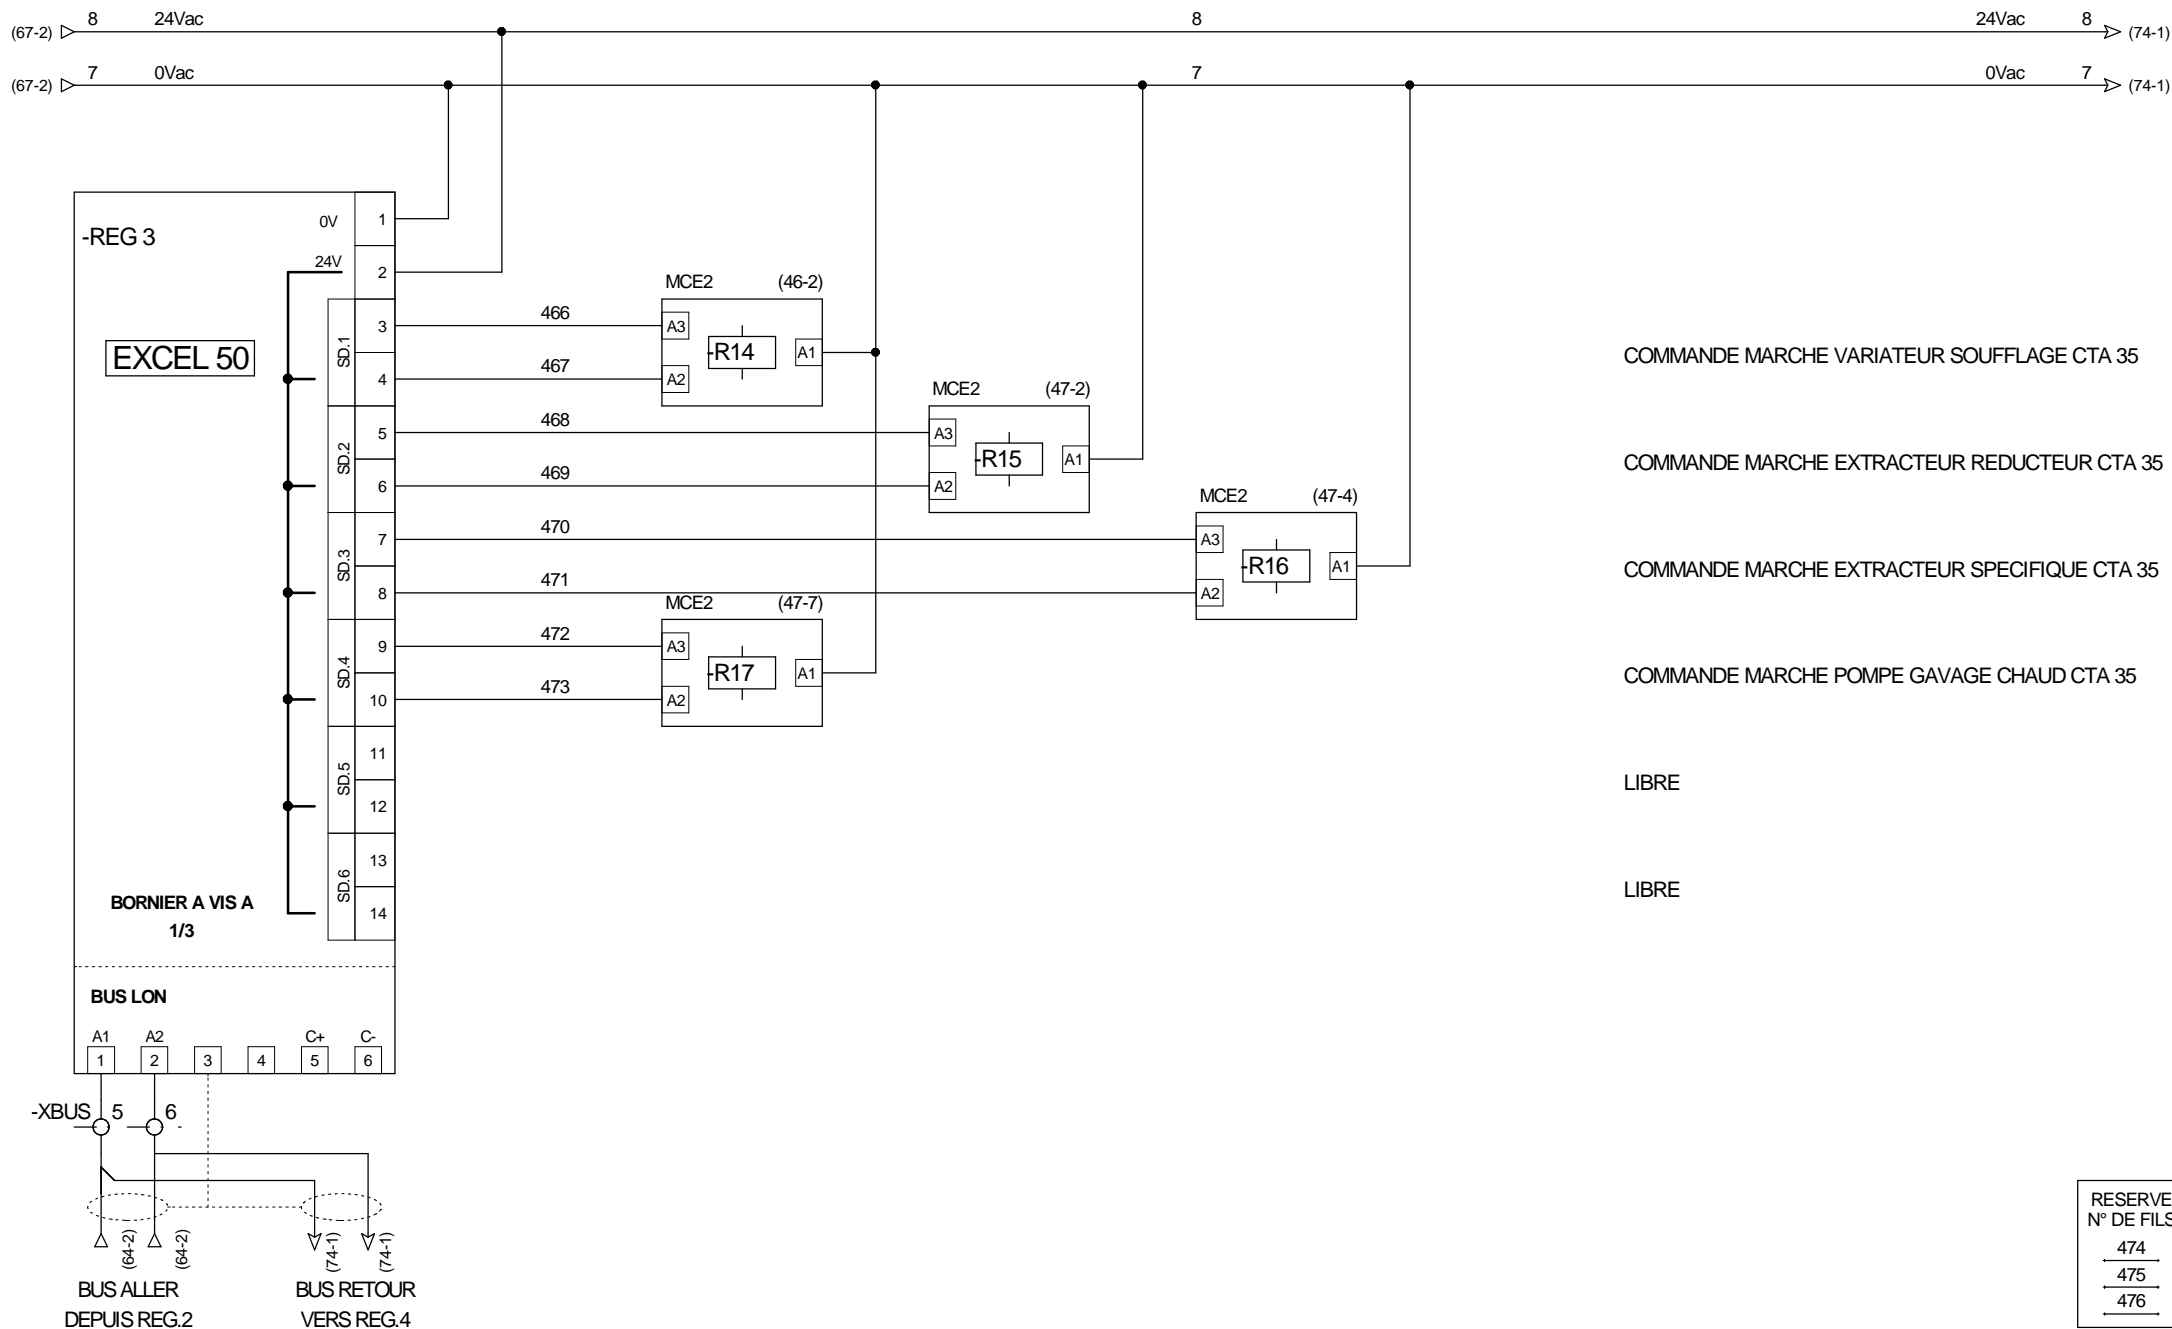 8 24Vac 8 24Vac 8
(67-2) (74-1)
7 0Vac 7 0Vac 7
(67-2) (74-1)
-REG 3
0V 1
24V 2
EXCEL 50
SD.1
3
4
SD.2
5
6
SD.3
7
8
SD.4
9
10
SD.5
11
12
SD.6
13
14
466
467
468
469
470
471
472
473
MCE2 (46-2)
A3 -R14 A1
A2
MCE2 (47-2)
A3 -R15 A1
A2
MCE2 (47-4)
A3 -R16 A1
A2
MCE2 (47-7)
A3 -R17 A1
A2
COMMANDE MARCHE VARIATEUR SOUFFLAGE CTA 35
COMMANDE MARCHE EXTRACTEUR REDUCTEUR CTA 35
COMMANDE MARCHE EXTRACTEUR SPECIFIQUE CTA 35
COMMANDE MARCHE POMPE GAVAGE CHAUD CTA 35
LIBRE
LIBRE
BORNIER A VIS A
1/3
BUS LON
A1 A2 C+ C-
1 2 3 4 5 6
-XBUS 5 6
(64-2) (64-2) (74-1) (74-1)
BUS ALLER
DEPUIS REG.2
BUS RETOUR
VERS REG.4
RESERVE
N° DE FILS
474
475
476